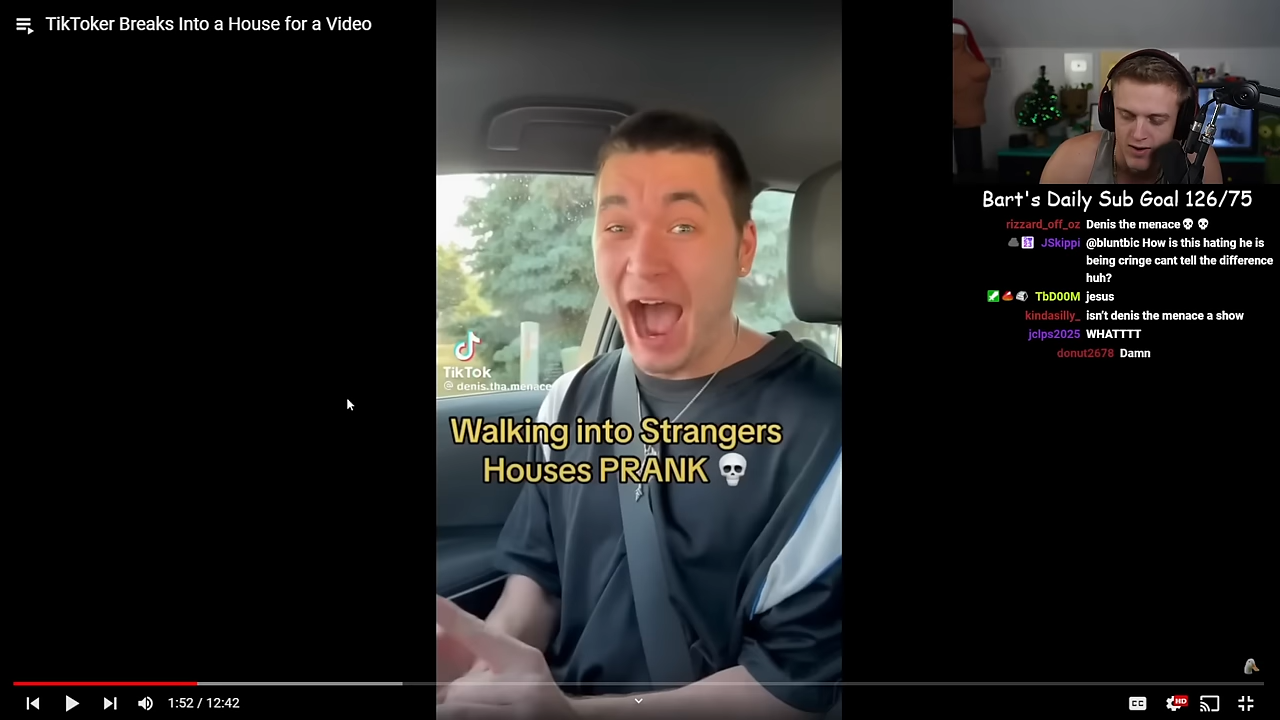 TikToker Breaks Into a House for a Video
TikTok
@ denis.tha.menace
Walking into Strangers
Houses PRANK 💀
Bart's Daily Sub Goal 126/75
rizzard_off_oz Denis the menace💀💀
JSkippi @bluntbic How is this hating he is
being cringe cant tell the difference
huh?
TbD00M jesus
kindasilly_ isn't denis the menace a show
jclps2025 WHATTTT
donut2678 Damn
1:52 / 12:42
CC
HD